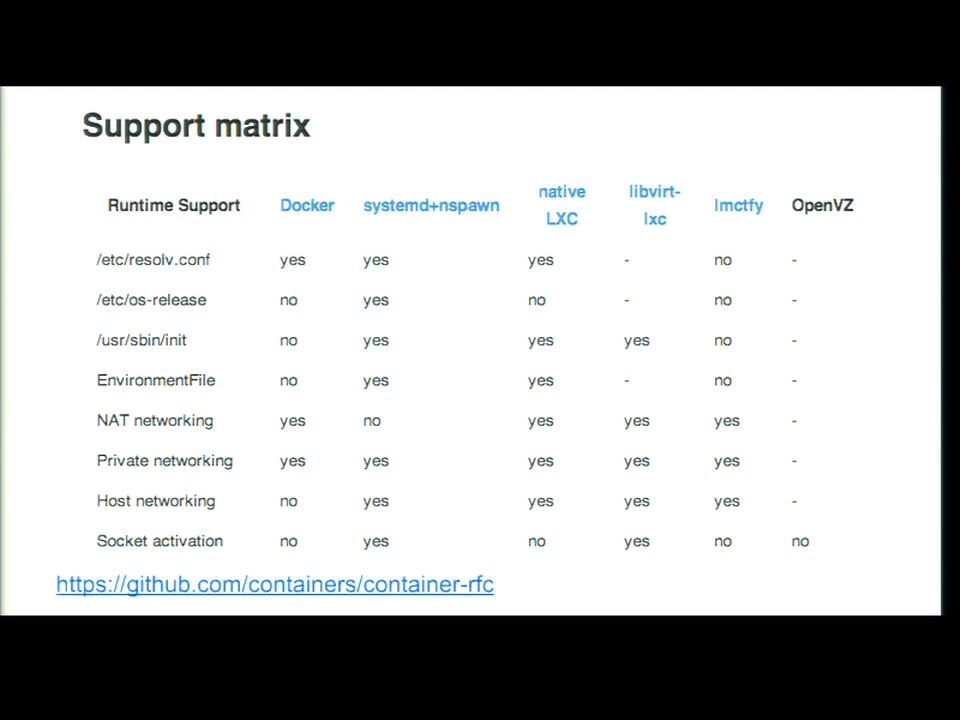 Support matrix
Runtime Support Docker systemd+nspawn native LXC libvirt-lxc lmctfy OpenVZ
/etc/resolv.conf yes yes yes - no -
/etc/os-release no yes no - no -
/usr/sbin/init no yes yes yes no -
EnvironmentFile no yes yes - no -
NAT networking yes no yes yes yes -
Private networking yes yes yes yes yes -
Host networking no yes yes yes yes -
Socket activation no yes no yes no no
https://github.com/containers/container-rfc